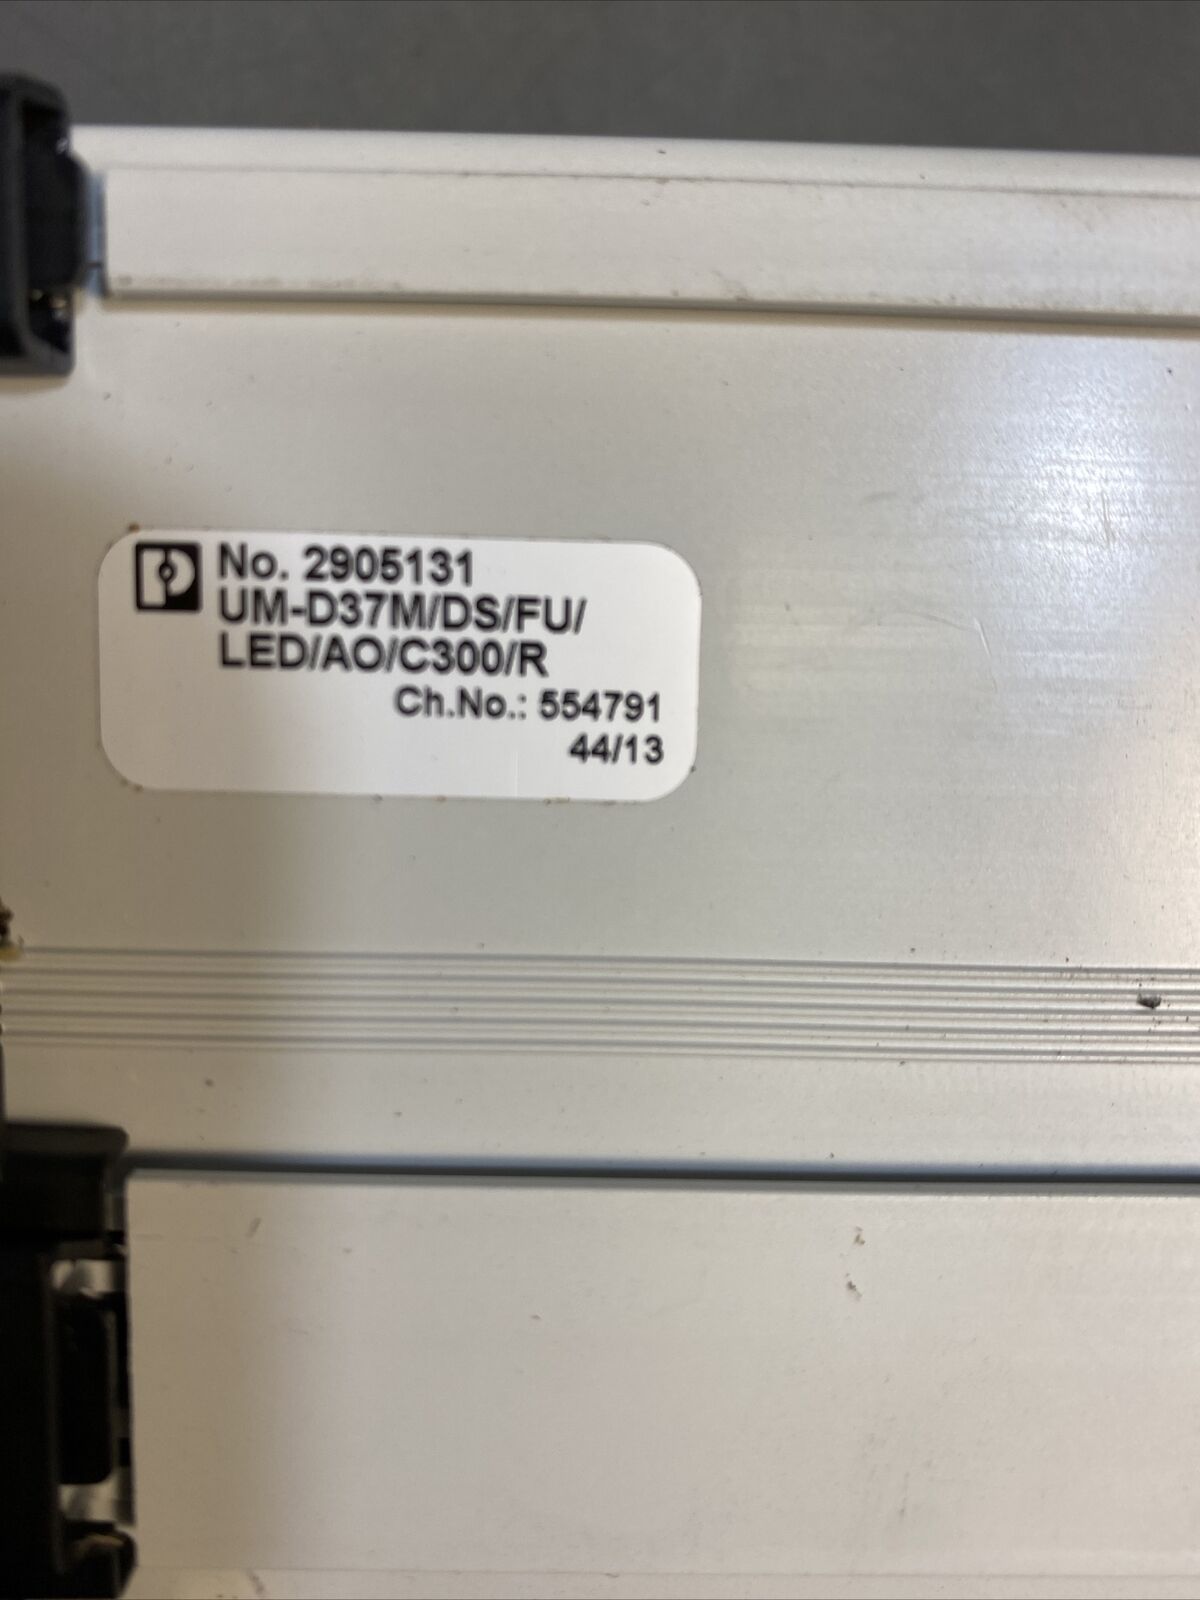 No. 2905131
UM-D37M/DS/FU/
LED/AO/C300/R
Ch.No.: 554791
44/13